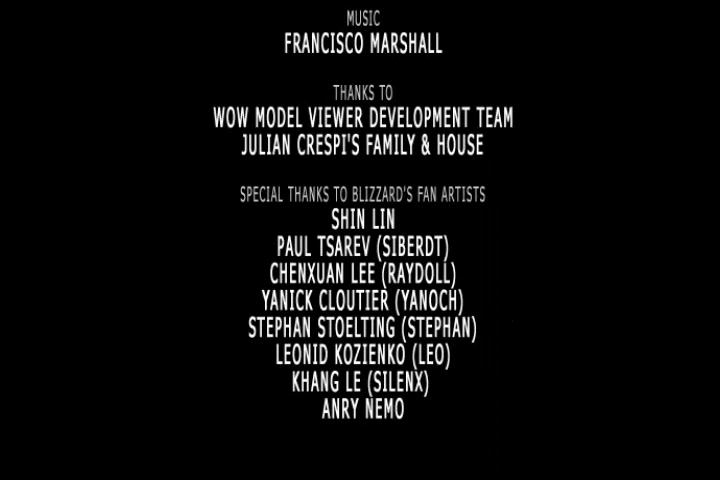 MUSIC
FRANCISCO MARSHALL
THANKS TO
WOW MODEL VIEWER DEVELOPMENT TEAM
JULIAN CRESPI'S FAMILY & HOUSE
SPECIAL THANKS TO BLIZZARD'S FAN ARTISTS
SHIN LIN
PAUL TSAREV (SIBERDT)
CHENXUAN LEE (RAYDOLL)
YANICK CLOUTIER (YANOCH)
STEPHAN STOELTING (STEPHAN)
LEONID KOZIENKO (LEO)
KHANG LE (SILENX)
ANRY NEMO